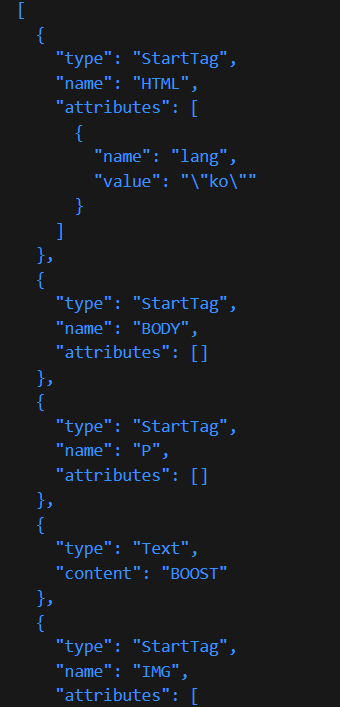 [
  {
    "type": "StartTag",
    "name": "HTML",
    "attributes": [
      {
        "name": "lang",
        "value": "\"ko\""
      }
    ]
  },
  {
    "type": "StartTag",
    "name": "BODY",
    "attributes": []
  },
  {
    "type": "StartTag",
    "name": "P",
    "attributes": []
  },
  {
    "type": "Text",
    "content": "BOOST"
  },
  {
    "type": "StartTag",
    "name": "IMG",
    "attributes": [